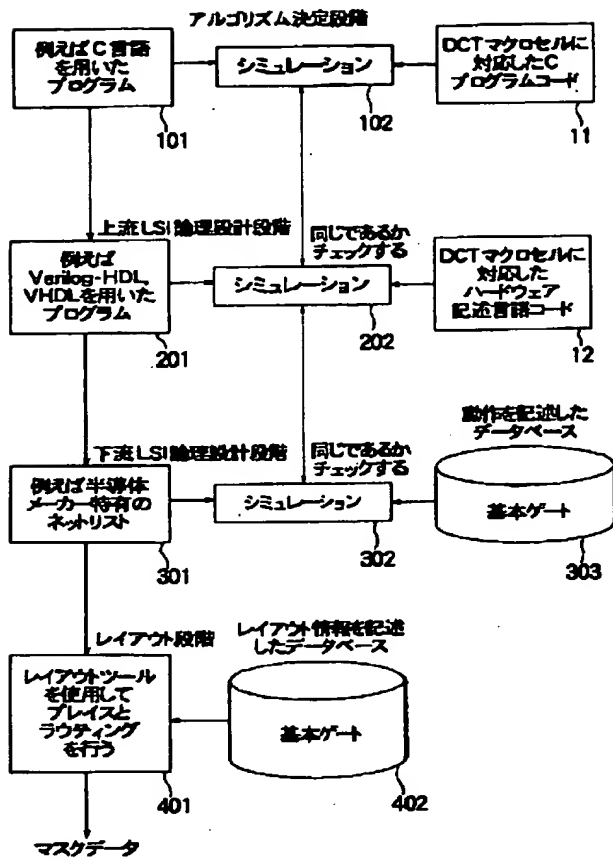 アルゴリズム決定段階
例えばC言語
を用いた
プログラム
101
シミュレーション
102
DCTマクロセルに
対応したC
プログラムコード
11
上流LSI論理設計段階
例えば
Verilog-HDL,
VHDLを用いた
プログラム
201
同じであるか
チェックする
シミュレーション
202
DCTマクロセルに
対応した
ハードウェア
記述言語コード
12
下流LSI論理設計段階
例えば半導体
メーカー特有の
ネットリスト
301
同じであるか
チェックする
シミュレーション
302
動作を記述した
データベース
基本ゲート
303
レイアウト段階
レイアウトツール
を使用して
プレイスと
ラウティング
を行う
401
レイアウト情報を記述
したデータベース
基本ゲート
402
マスクデータ